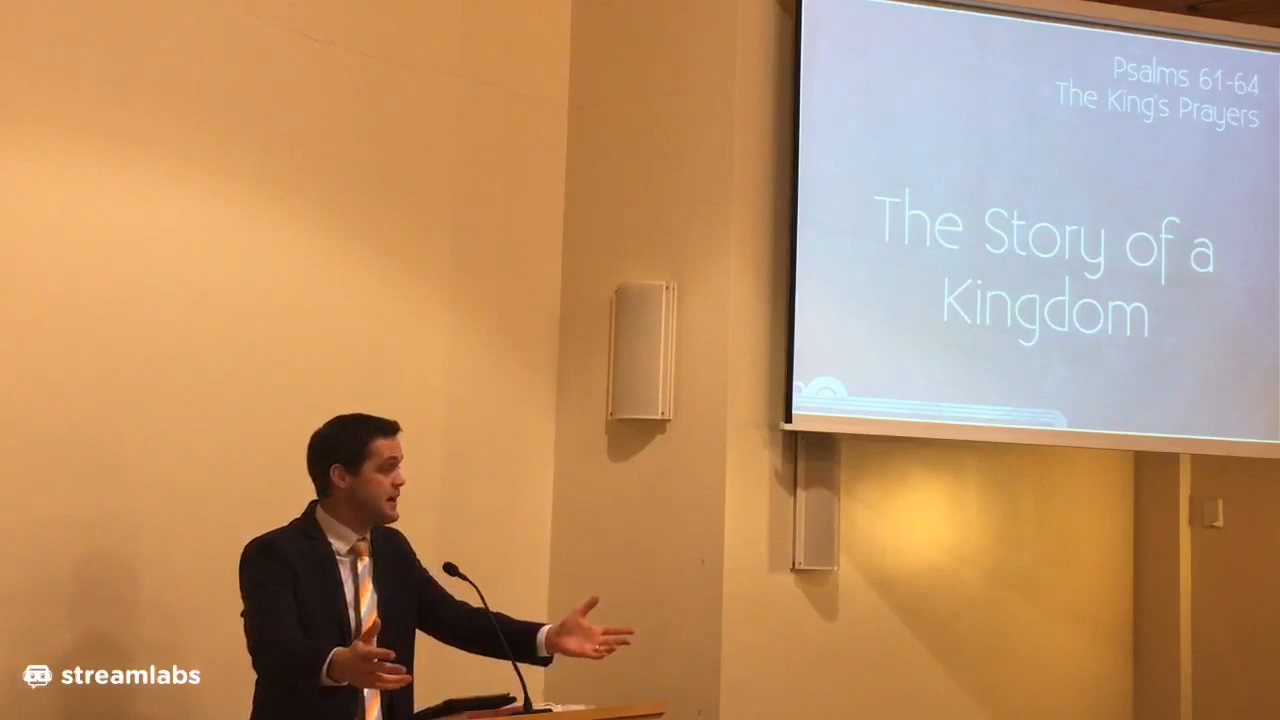 Psalms 61-64
The King's Prayers
The Story of a
Kingdom
streamlabs